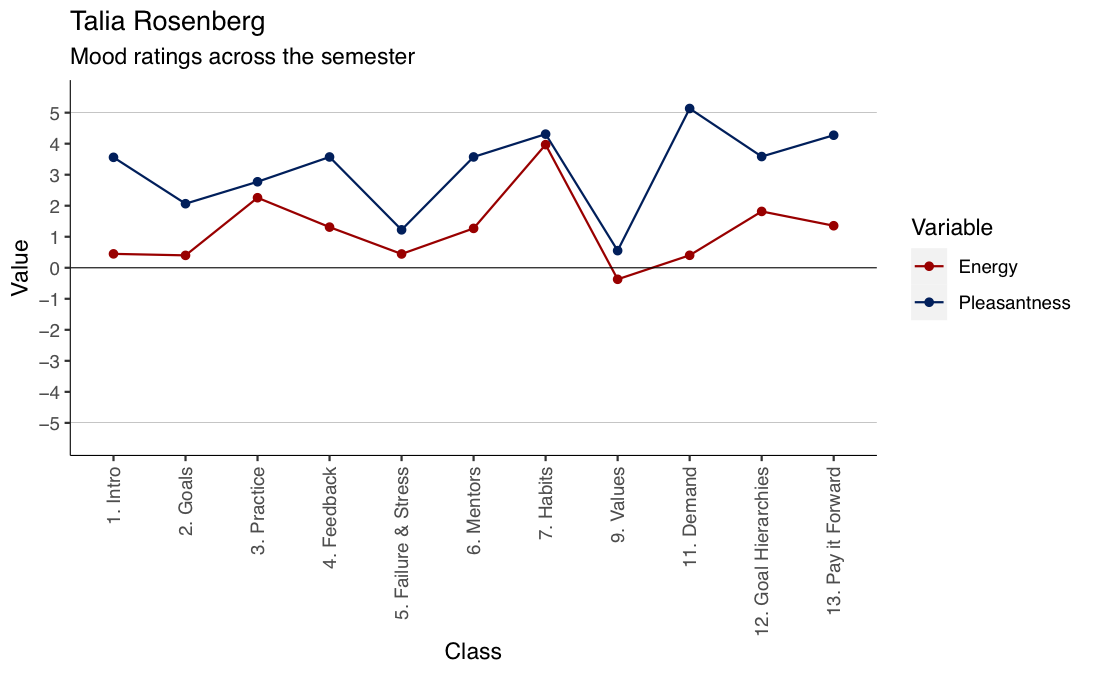 Talia Rosenberg
Mood ratings across the semester
Value
5
4
3
2
1
0
−1
−2
−3
−4
−5
1. Intro
2. Goals
3. Practice
4. Feedback
5. Failure & Stress
6. Mentors
7. Habits
9. Values
11. Demand
12. Goal Hierarchies
13. Pay it Forward
Class
Variable
Energy
Pleasantness